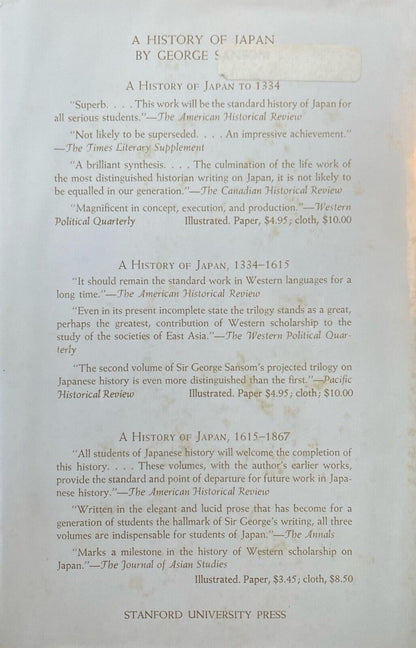 A HISTORY OF JAPAN
BY GEORGE
A HISTORY OF JAPAN TO 1334
"Superb. . . . This work will be the standard history of Japan for
all serious students."—The American Historical Review
"Not likely to be superseded. . . . An impressive achievement."
—The Times Literary Supplement
"A brilliant synthesis. . . . The culmination of the life work of
the most distinguished historian writing on Japan, it is not likely to
be equalled in our generation."—The Canadian Historical Review
"Magnificent in concept, execution, and production."—Western
Political Quarterly Illustrated. Paper, $4.95; cloth, $10.00
A HISTORY OF JAPAN, 1334–1615
"It should remain the standard work in Western languages for a
long time."—The American Historical Review
"Even in its present incomplete state the trilogy stands as a great,
perhaps the greatest, contribution of Western scholarship to the
study of the societies of East Asia."—The Western Political Quar-
terly
"The second volume of Sir George Sansom's projected trilogy on
Japanese history is even more distinguished than the first."—Pacific
Historical Review Illustrated. Paper $4.95; cloth; $10.00
A HISTORY OF JAPAN, 1615–1867
"All students of Japanese history will welcome the completion of
this history. . . . These volumes, with the author's earlier works,
provide the standard and point of departure for future work in Japa-
nese history."—The American Historical Review
"Written in the elegant and lucid prose that has become for a
generation of students the hallmark of Sir George's writing, all three
volumes are indispensable for students of Japan."—The Annals
"Marks a milestone in the history of Western scholarship on
Japan."—The Journal of Asian Studies
Illustrated. Paper, $3.45; cloth, $8.50
STANFORD UNIVERSITY PRESS